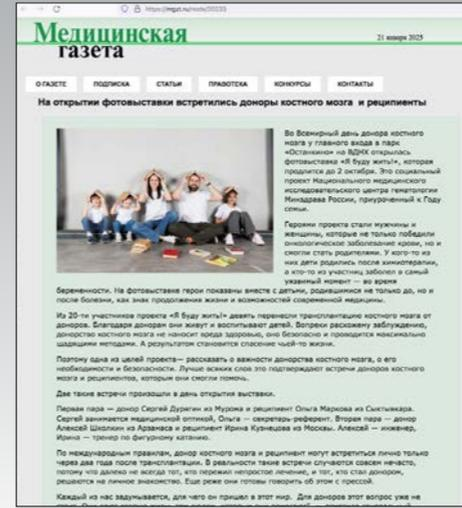 https://mgzt.ru/node/
Медицинская
газета
21 января 2025
О ГАЗЕТЕ ПОДПИСКА СТАТЬИ ПРАВОТЕКА КОНКУРСЫ КОНТАКТЫ
На открытии фотовыставки встретились доноры костного мозга и реципиенты
Во Всемирный день донора костного
мозга у главного входа в парк
«Останкино» на ВДНХ открылась
фотовыставка «Я буду жить!», которая
продлится до 2 октября. Это социальный
проект Национального медицинского
исследовательского центра гематологии
Минздрава России, приуроченный к Году
семьи.
Героями проекта стали мужчины и
женщины, которые не только победили
онкологическое заболевание крови, но и
смогли стать родителями. У кого-то из
них дети родились после химиотерапии,
а кто-то из участниц заболел в самый
уязвимый момент — во время
беременности. На фотовыставке герои показаны вместе с детьми, родившимися не только до, но и
после болезни, как знак продолжения жизни и возможностей современной медицины.
Из 20-ти участников проекта «Я буду жить!» девять перенесли трансплантацию костного мозга от
доноров. Благодаря донорам они живут и воспитывают детей. Вопреки расхожему заблуждению,
донорство костного мозга не наносит вреда здоровью, оно безопасно и проводится максимально
щадящими методами. А результатом становится спасение чьей-то жизни.
Поэтому одна из целей проекта— рассказать о важности донорства костного мозга, о его
необходимости и безопасности. Лучше всяких слов это подтверждают встречи доноров костного
мозга и реципиентов, которым они смогли помочь.
Две такие встречи произошли в день открытия выставки.
Первая пара — донор Сергей Дурягин из Мурома и реципиент Ольга Маркова из Сыктывкара.
Сергей занимается медицинской оптикой, Ольга — секретарь-референт. Вторая пара — донор
Алексей Школкин из Арзамаса и реципиент Ирина Кузнецова из Москвы. Алексей — инженер,
Ирина — тренер по фигурному катанию.
По международным правилам, донор костного мозга и реципиент могут встретиться лично только
через два года после трансплантации. В реальности такие встречи случаются совсем нечасто,
потому что далеко не всегда тот, кто пережил непростое лечение, и тот, кто стал донором,
решаются на личное знакомство. Еще реже они готовы говорить об этом с прессой.
Каждый из нас задумывается, для чего он пришел в этот мир. Для доноров этот вопрос уже не